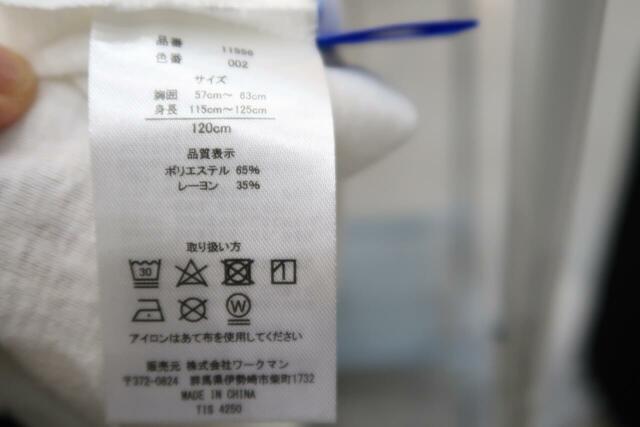 品番 11996
色番 002
サイズ
胸囲 57cm～ 63cm
身長 115cm～125cm
120cm
品質表示
ポリエステル 65%
レーヨン 35%
取り扱い方
30
W
アイロンはあて布を使用してください
販売元 株式会社ワークマン
〒372-0824 群馬県伊勢崎市柴町1732
MADE IN CHINA
TIS 4250